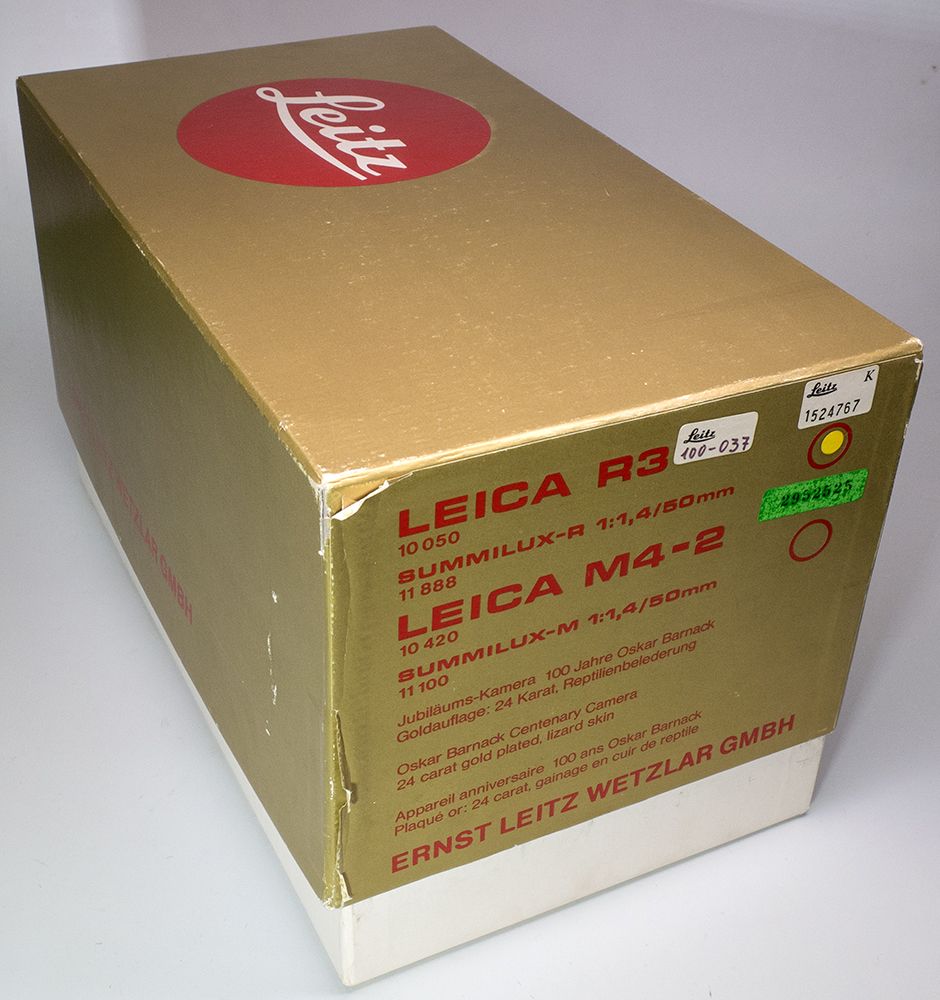 Leitz
Leitz K
1524767
Leitz
100-037
LEICA R3
10 050
SUMMILUX-R 1:1,4/50mm
11 888
2952525
LEICA M4-2
10 420
SUMMILUX-M 1:1,4/50mm
11 100
Jubiläums-Kamera 100 Jahre Oskar Barnack
Goldauflage: 24 Karat, Reptilienbelederung
Oskar Barnack Centenary Camera
24 carat gold plated, lizard skin
Appareil anniversaire 100 ans Oskar Barnack
Plaqué or: 24 carat, gainage en cuir de reptile
ERNST LEITZ WETZLAR GMBH
WETZLAR GMBH